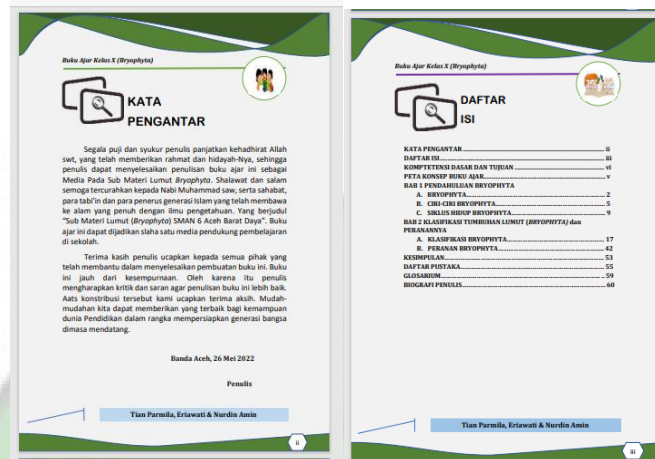 Buku Ajar Kelas X (Bryophyta)
KATA
PENGANTAR
Segala puji dan syukur penulis panjatkan kehadhirat Allah
swt, yang telah memberikan rahmat dan hidayah-Nya, sehingga
penulis dapat menyelesaikan penulisan buku ajar ini sebagai
Media Pada Sub Materi Lumut Bryophyta. Shalawat dan salam
semoga tercurahkan kepada Nabi Muhammad saw, serta sahabat,
para tabi'in dan para penerus generasi Islam yang telah membawa
ke alam yang penuh dengan ilmu pengetahuan. Yang berjudul
"Sub Materi Lumut (Bryophyta) SMAN 6 Aceh Barat Daya". Buku
ajar ini dapat dijadikan slaha satu media pendukung pembelajaran
di sekolah.
Terima kasih penulis ucapkan kepada semua pihak yang
telah membantu dalam menyelesaikan pembuatan buku ini. Buku
ini jauh dari kesempurnaan. Oleh karena itu penulis
mengharapkan kritik dan saran agar penulisan buku ini lebih baik.
Aats konstribusi tersebut kami ucapkan terima aksih. Mudah-
mudahan kita dapat memberikan yang terbaik bagi kemampuan
dunia Pendidikan dalam rangka mempersiapkan generasi bangsa
dimasa mendatang.
Banda Aceh, 26 Mei 2022
Penulis
Tian Parmila, Eriawati & Nurdin Amin
ii
Buku Ajar Kelas X (Bryophyta)
DAFTAR
ISI
KATA PENGANTAR ii
DAFTAR ISI iii
KOMPTETENSI DASAR DAN TUJUAN vi
PETA KONSEP BUKU AJAR v
BAB 1 PENDAHULUAN BRYOPHYTA
A. BRYOPHYTA 2
B. CIRI-CIRI BRYOPHYTA 5
C. SIKLUS HIDUP BRYOPHYTA 9
BAB 2 KLASIFIKASI TUMBUHAN LUMUT (BRYOPHYTA) dan
PERANANNYA
A. KLASIFIKASI BRYOPHYTA 17
B. PERANAN BRYOPHYTA 42
KESIMPULAN 53
DAFTAR PUSTAKA 55
GLOSARIUM 59
BIOGRAFI PENULIS 60
Tian Parmila, Eriawati & Nurdin Amin
iii